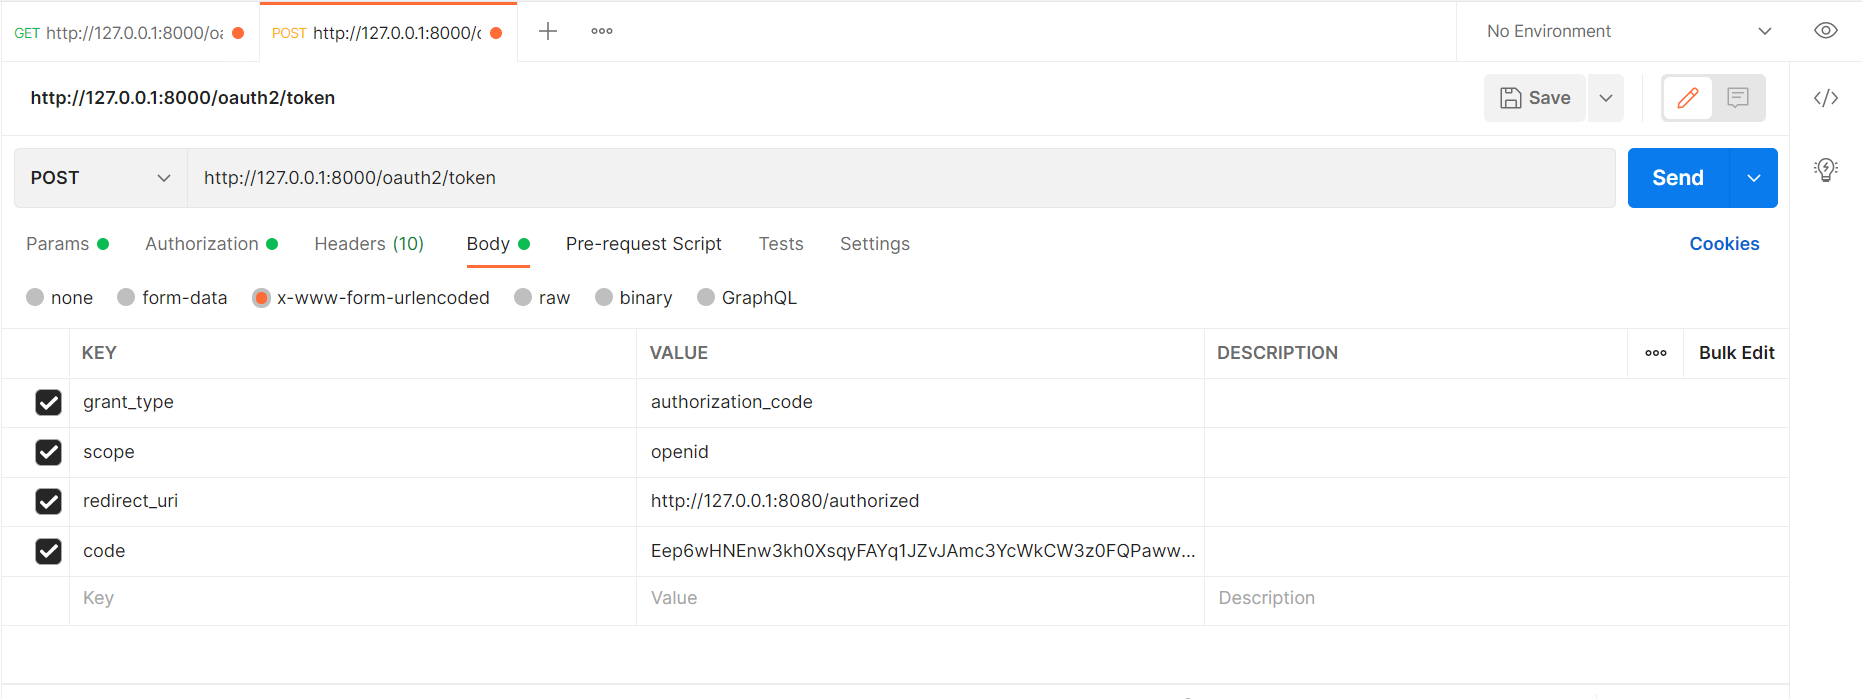 GET http://127.0.0.1:8000/oa
POST http://127.0.0.1:8000/c
No Environment
http://127.0.0.1:8000/oauth2/token
Save
POST
http://127.0.0.1:8000/oauth2/token
Send
Params Authorization Headers (10) Body Pre-request Script Tests Settings Cookies
none form-data x-www-form-urlencoded raw binary GraphQL
KEY VALUE DESCRIPTION Bulk Edit
grant_type authorization_code
scope openid
redirect_uri http://127.0.0.1:8080/authorized
code Eep6wHNEnw3kh0XsqyFAYq1JZvJAmc3YcWkCW3z0FQPaww...
Key Value Description